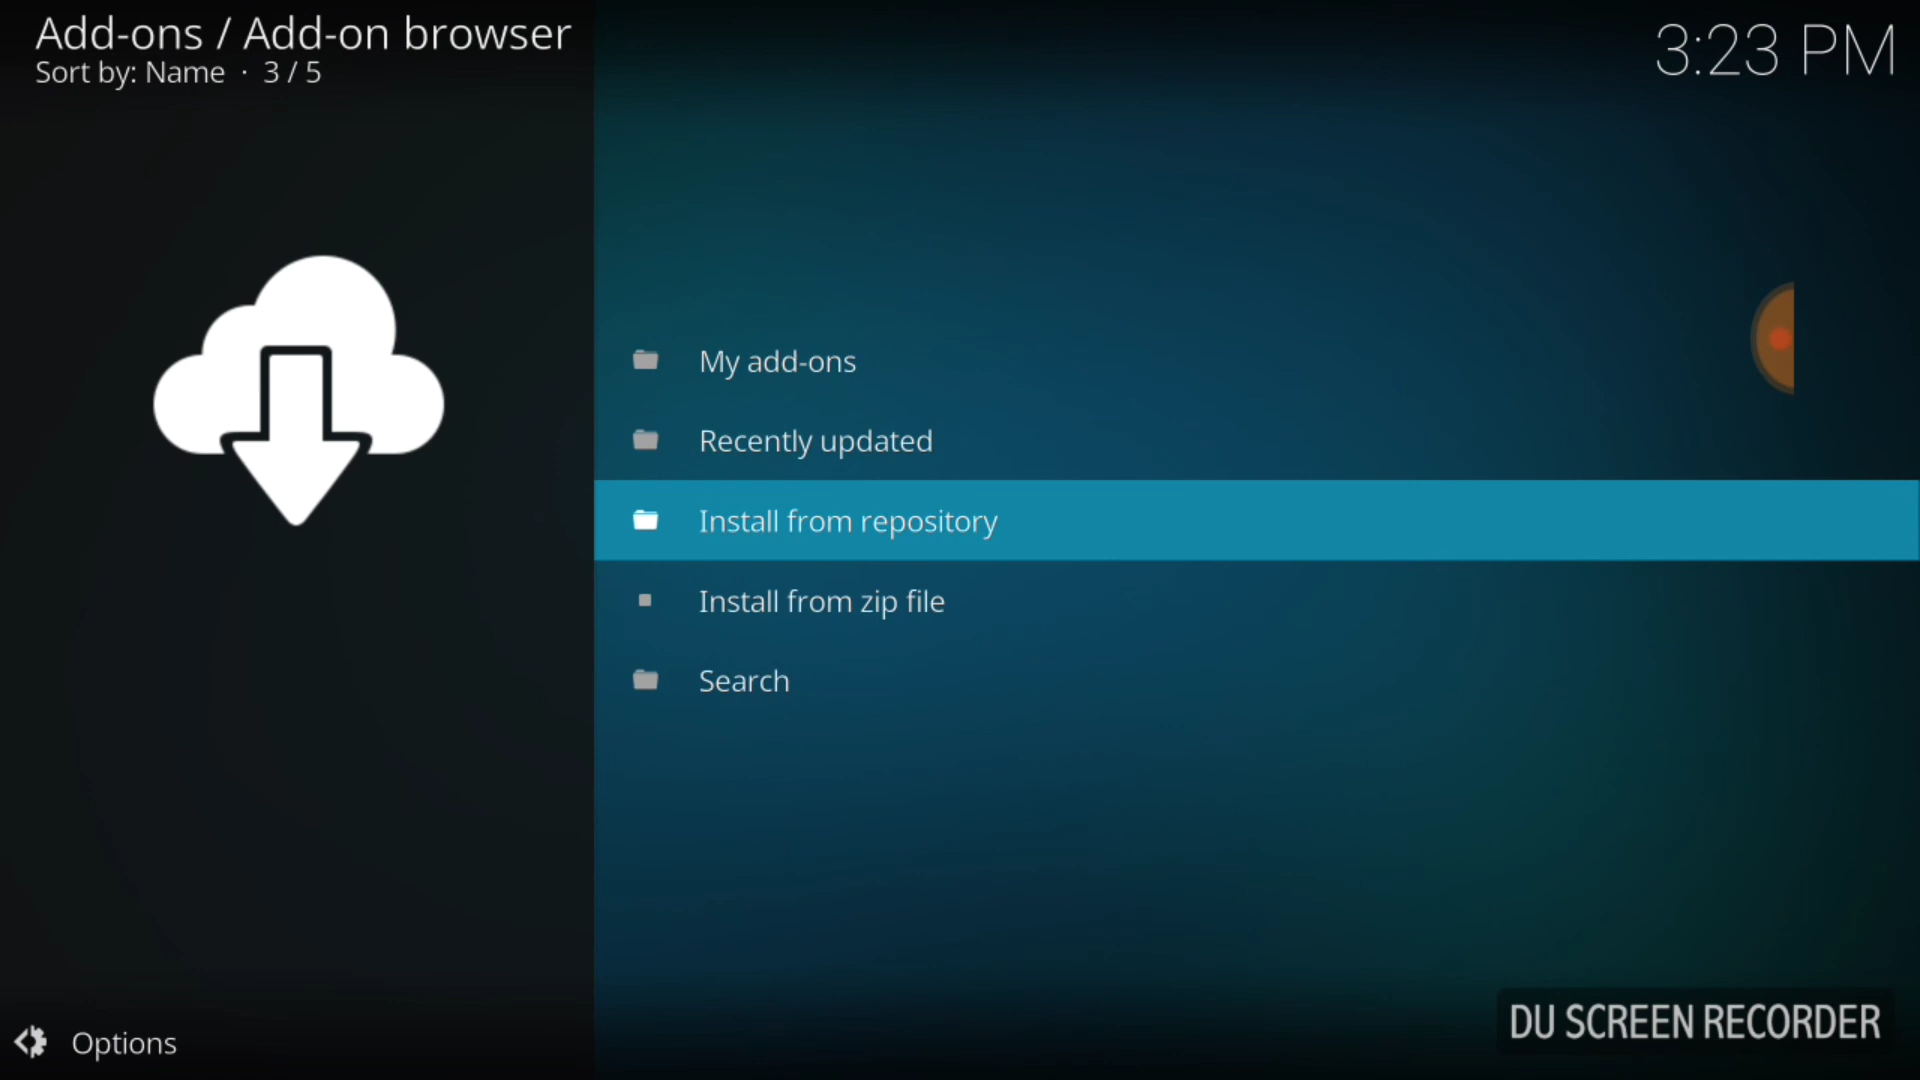 Add-ons / Add-on browser
Sort by: Name · 3 / 5
3:23 PM
My add-ons
Recently updated
Install from repository
Install from zip file
Search
Options
DU SCREEN RECORDER